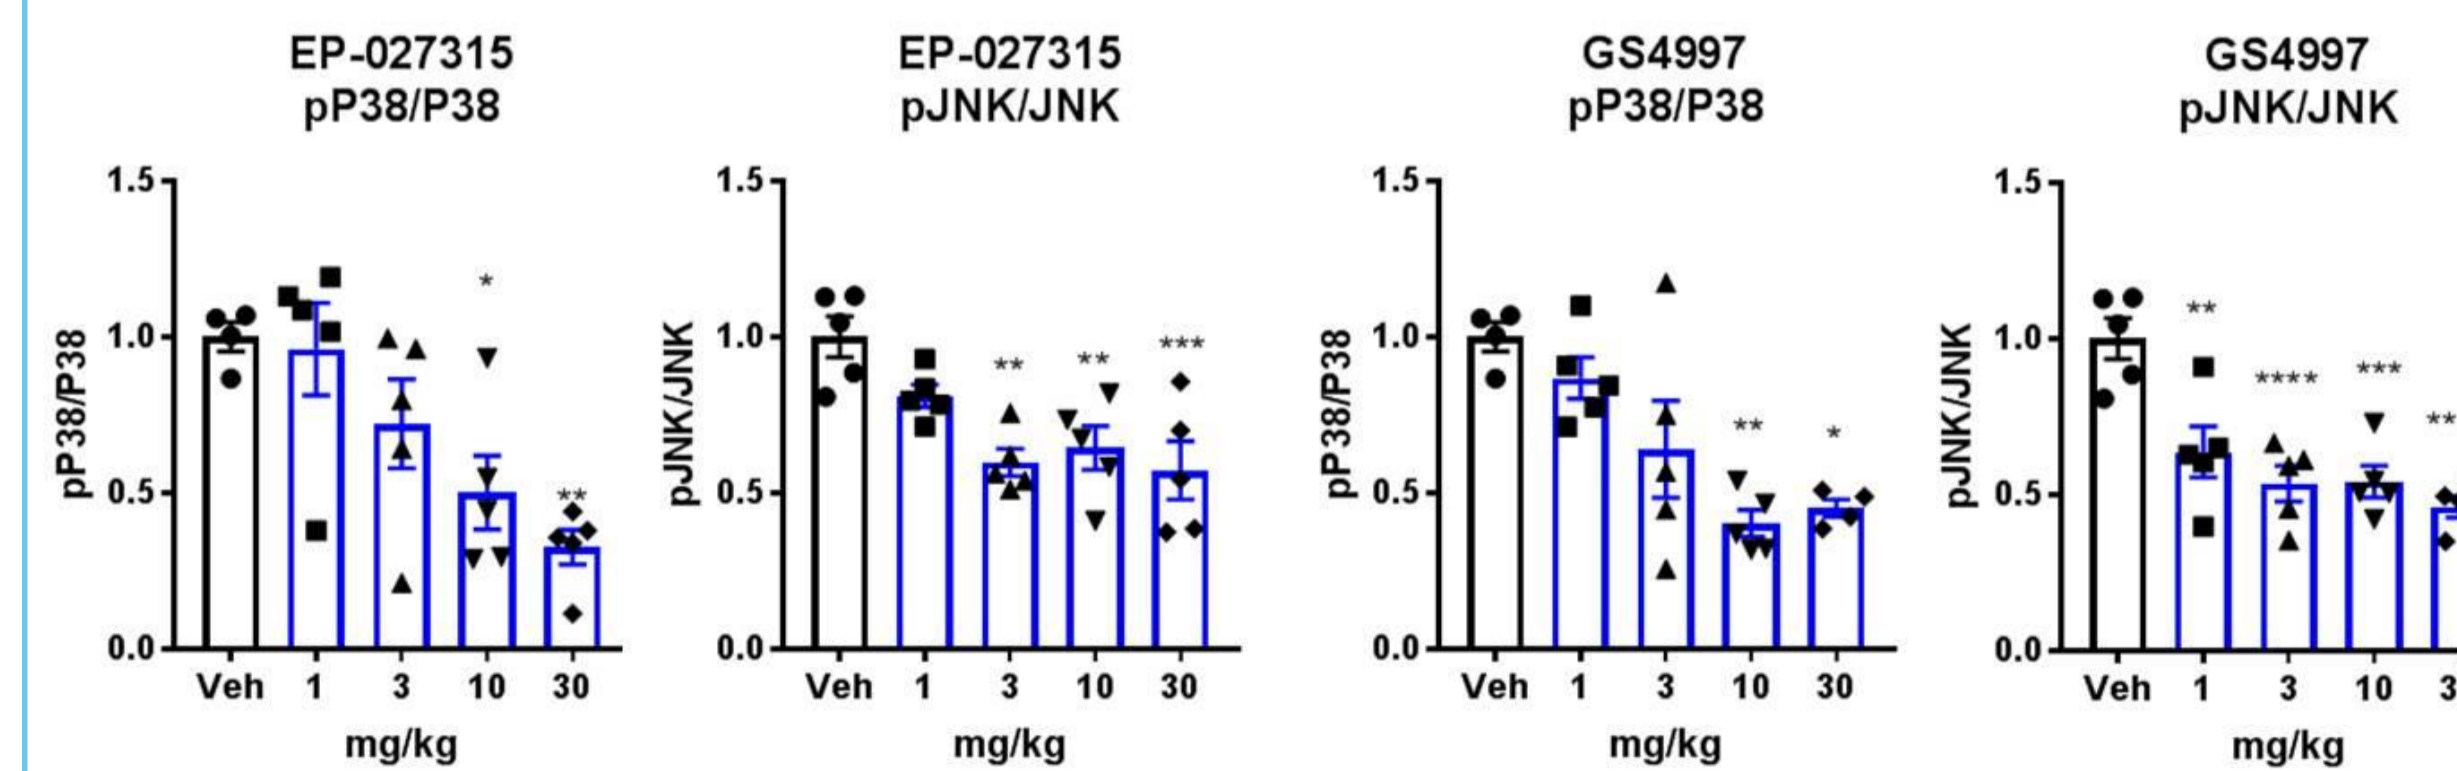 EP-027315
pP38/P38
pP38/P38
1.5
1.0
0.5
0.0
*
**
Veh 1 3 10 30
mg/kg
EP-027315
pJNK/JNK
pJNK/JNK
1.5
1.0
0.5
0.0
** ** ***
Veh 1 3 10 30
mg/kg
GS4997
pP38/P38
pP38/P38
1.5
1.0
0.5
0.0
** *
Veh 1 3 10 30
mg/kg
GS4997
pJNK/JNK
pJNK/JNK
1.5
1.0
0.5
0.0
** **** *** **
Veh 1 3 10 3
mg/kg